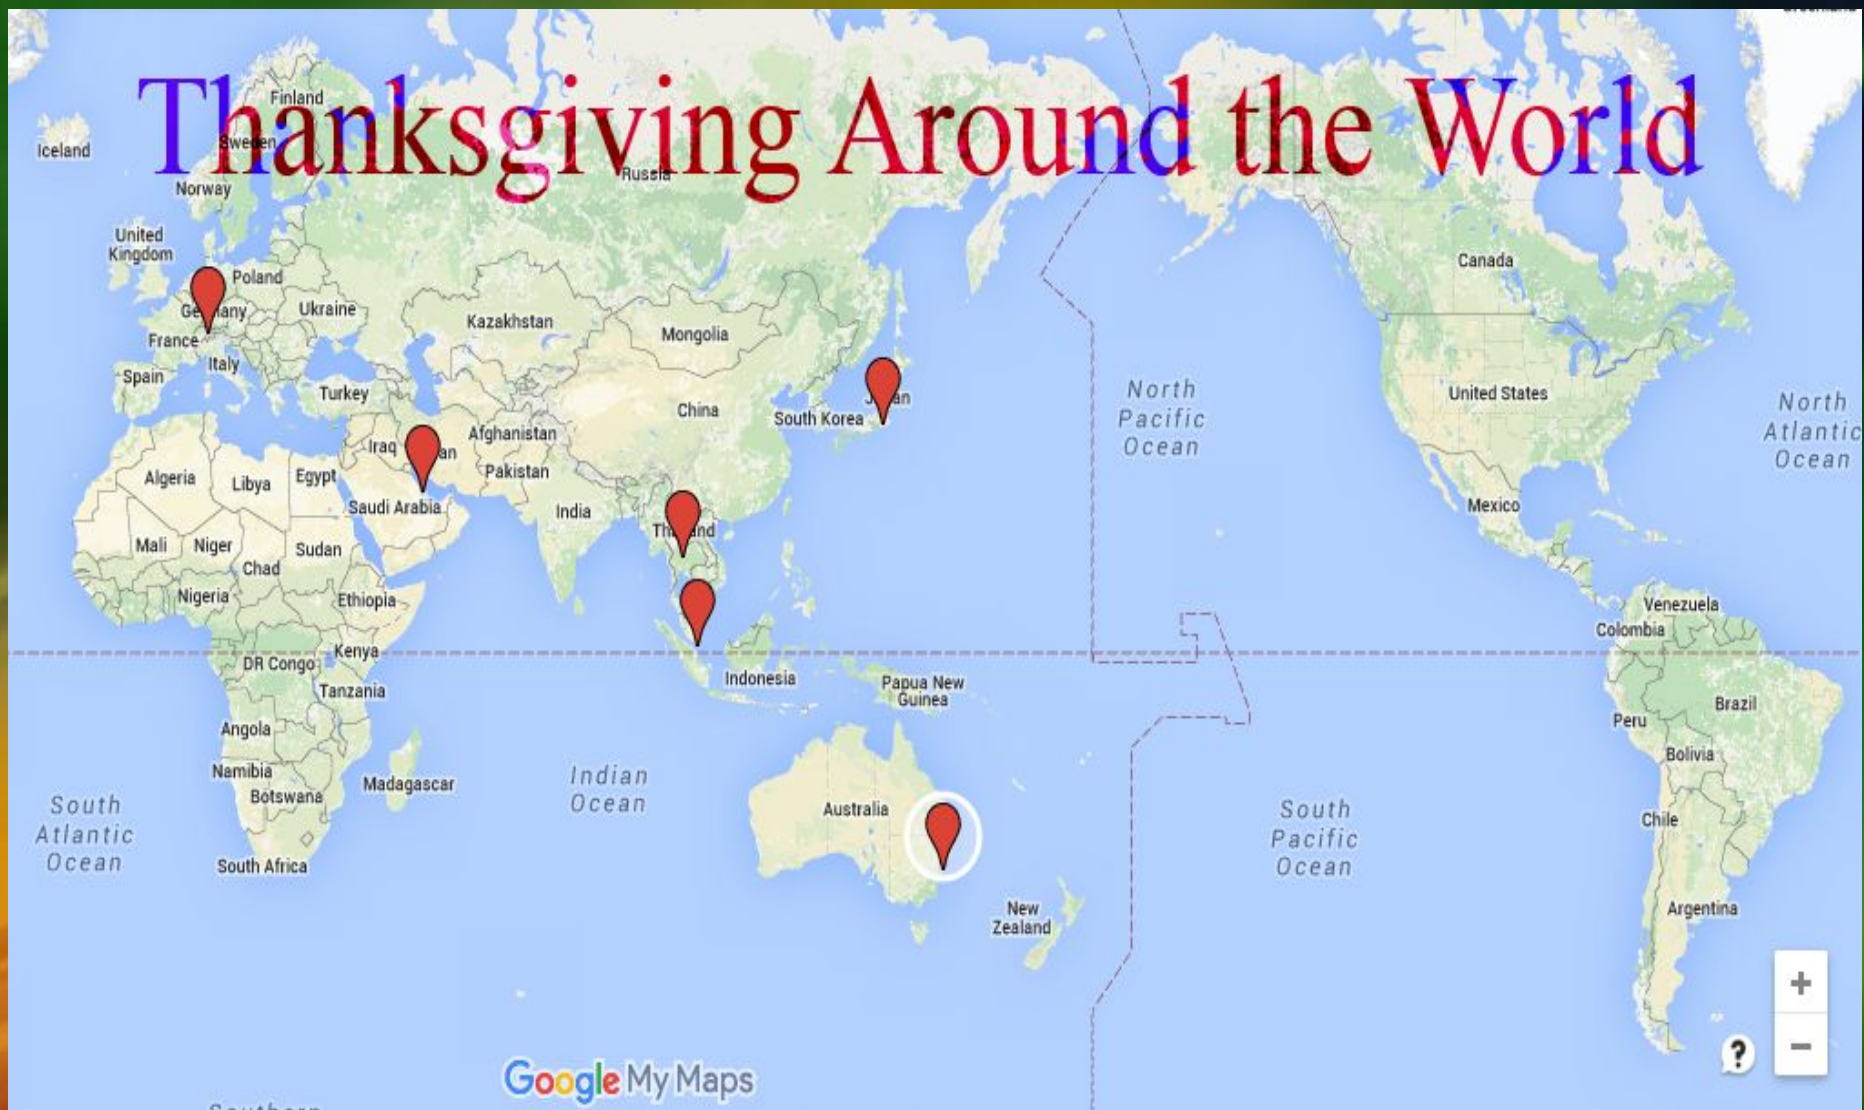 Thanksgiving Around the World
Finland
Iceland
Sweden
Russia
Norway
United
Kingdom
Canada
Poland
Ukraine
Kazakhstan
Mongolia
France
Italy
Spain
Turkey
China
South Korea
United States
North
Pacific
Ocean
North
Atlantic
Ocean
Afghanistan
Iraq
Pakistan
Algeria
Libya
Egypt
Saudi Arabia
India
Mexico
Mali
Niger
Sudan
Chad
Nigeria
Ethiopia
Venezuela
Colombia
Kenya
DR Congo
Tanzania
Indonesia
Papua New
Guinea
Brazil
Peru
Angola
Bolivia
Namibia
Botswana
Madagascar
Indian
Ocean
Australia
South
Atlantic
Ocean
South
Pacific
Ocean
Chile
South Africa
New
Zealand
Argentina
+
−
?
Google My Maps